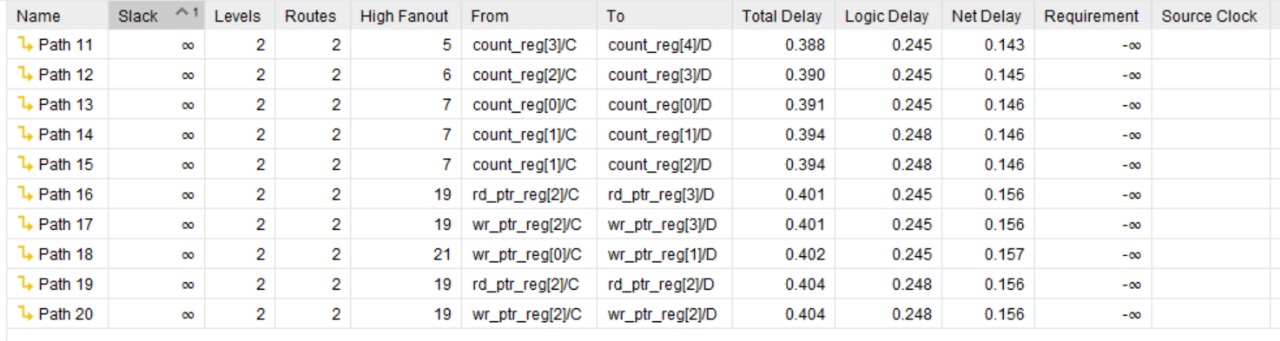 Name Slack ^ 1 Levels Routes High Fanout From To Total Delay Logic Delay Net Delay Requirement Source Clock
Path 11 ∞ 2 2 5 count_reg[3]/C count_reg[4]/D 0.388 0.245 0.143 -∞
Path 12 ∞ 2 2 6 count_reg[2]/C count_reg[3]/D 0.390 0.245 0.145 -∞
Path 13 ∞ 2 2 7 count_reg[0]/C count_reg[0]/D 0.391 0.245 0.146 -∞
Path 14 ∞ 2 2 7 count_reg[1]/C count_reg[1]/D 0.394 0.248 0.146 -∞
Path 15 ∞ 2 2 7 count_reg[1]/C count_reg[2]/D 0.394 0.248 0.146 -∞
Path 16 ∞ 2 2 19 rd_ptr_reg[2]/C rd_ptr_reg[3]/D 0.401 0.245 0.156 -∞
Path 17 ∞ 2 2 19 wr_ptr_reg[2]/C wr_ptr_reg[3]/D 0.401 0.245 0.156 -∞
Path 18 ∞ 2 2 21 wr_ptr_reg[0]/C wr_ptr_reg[1]/D 0.402 0.245 0.157 -∞
Path 19 ∞ 2 2 19 rd_ptr_reg[2]/C rd_ptr_reg[2]/D 0.404 0.248 0.156 -∞
Path 20 ∞ 2 2 19 wr_ptr_reg[2]/C wr_ptr_reg[2]/D 0.404 0.248 0.156 -∞